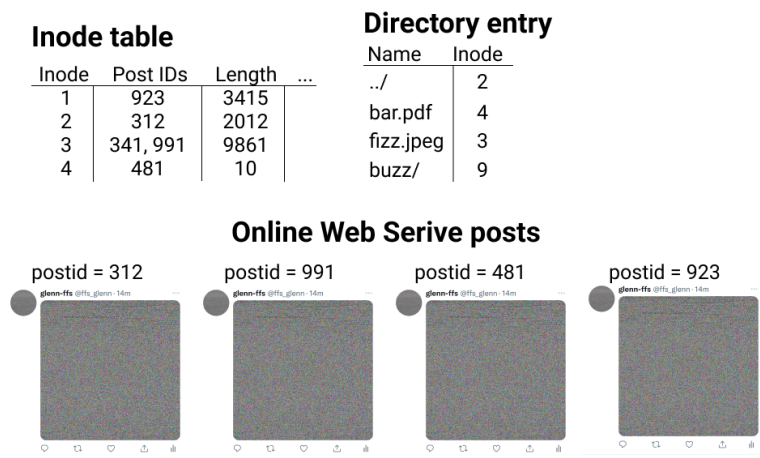 Inode table
Inode Post IDs Length ...
1 923 3415
2 312 2012
3 341, 991 9861
4 481 10
Directory entry
Name Inode
../ 2
bar.pdf 4
fizz.jpeg 3
buzz/ 9
Online Web Serive posts
postid = 312
glenn-ffs @ffs_glenn · 14m ...
postid = 991
glenn-ffs @ffs_glenn · 14m ...
postid = 481
glenn-ffs @ffs_glenn · 14m ...
postid = 923
glenn-ffs @ffs_glenn · 14m ...